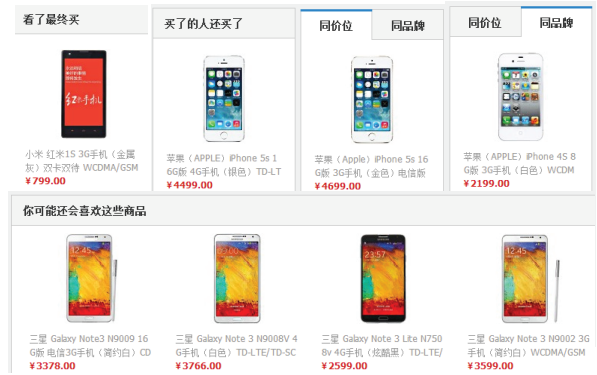 看了最终买
小米 红米1S 3G手机（金属
灰）双卡双待 WCDMA/GSM
￥799.00
买了的人还买了
苹果（APPLE）iPhone 5s 1
6G版 4G手机（银色）TD-LT
￥4499.00
同价位 同品牌
苹果（Apple）iPhone 5s 16
G版 3G手机（金色）电信版
￥4699.00
同价位 同品牌
苹果（APPLE）iPhone 4S 8
G版 3G手机（白色）WCDM
￥2199.00
你可能还会喜欢这些商品
12:45
23:00
23:57
12:45
三星 Galaxy Note3 N9009 16
G版 电信3G手机（简约白）CD
￥3378.00
三星 Galaxy Note 3 N9008V 4
G手机（白色）TD-LTE/TD-SC
￥3766.00
三星 Galaxy Note 3 Lite N750
8v 4G手机（炫酷黑）TD-LTE/
￥2599.00
三星 Galaxy Note 3 N9002 3G
手机（简约白）WCDMA/GSM
￥3599.00